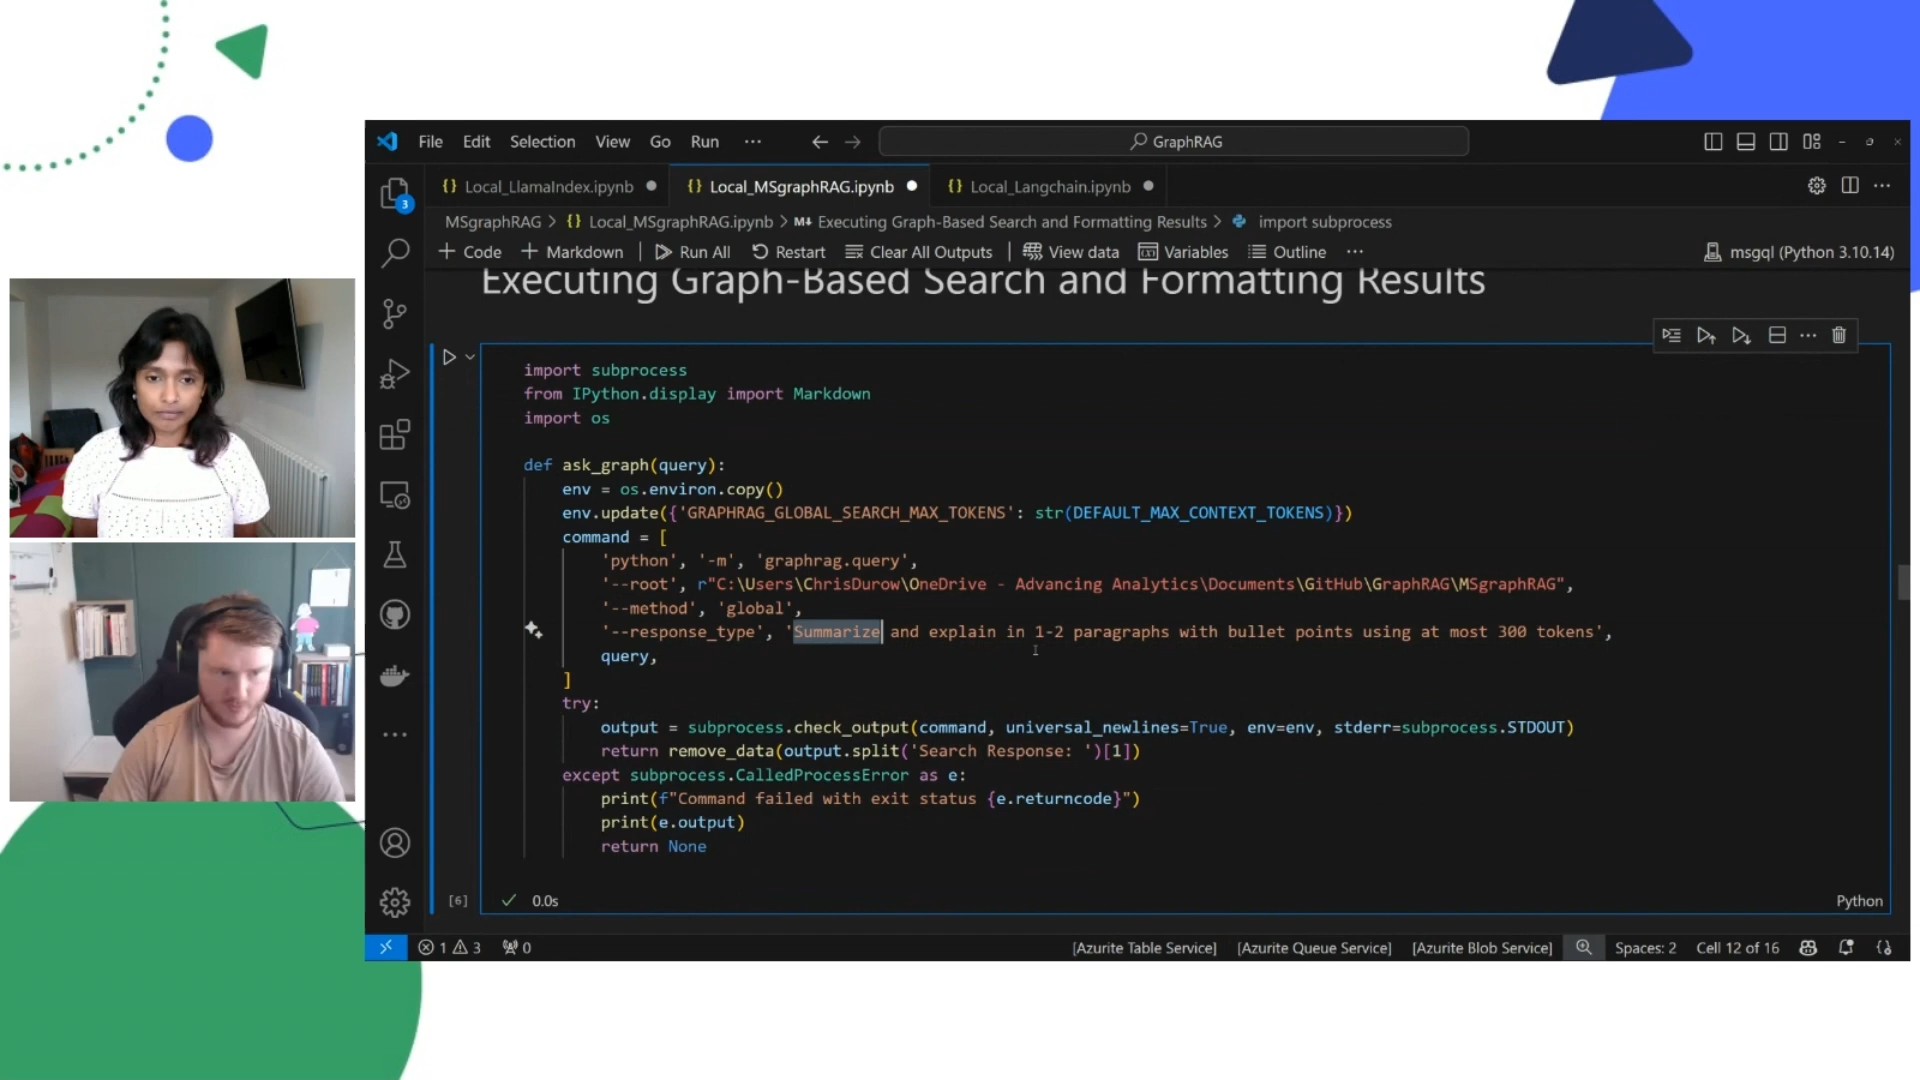 File Edit Selection View Go Run ··· GraphRAG
Local_LlamaIndex.ipynb Local_MSgraphRAG.ipynb Local_Langchain.ipynb
3
MSgraphRAG > Local_MSgraphRAG.ipynb > M↓ Executing Graph-Based Search and Formatting Results > import subprocess
+ Code + Markdown | Run All Restart Clear All Outputs | View data Variables Outline ··· msgql (Python 3.10.14)
Executing Graph-Based Search and Formatting Results
import subprocess
from IPython.display import Markdown
import os
def ask_graph(query):
env = os.environ.copy()
env.update({'GRAPHRAG_GLOBAL_SEARCH_MAX_TOKENS': str(DEFAULT_MAX_CONTEXT_TOKENS)})
command = [
'python', '-m', 'graphrag.query',
'--root', r"C:\Users\ChrisDurow\OneDrive - Advancing Analytics\Documents\GitHub\GraphRAG\MSgraphRAG",
'--method', 'global',
'--response_type', 'Summarize and explain in 1-2 paragraphs with bullet points using at most 300 tokens',
query,
]
try:
output = subprocess.check_output(command, universal_newlines=True, env=env, stderr=subprocess.STDOUT)
return remove_data(output.split('Search Response: ')[1])
except subprocess.CalledProcessError as e:
print(f"Command failed with exit status {e.returncode}")
print(e.output)
return None
[6] 0.0s Python
1 3 0 [Azurite Table Service] [Azurite Queue Service] [Azurite Blob Service] Spaces: 2 Cell 12 of 16